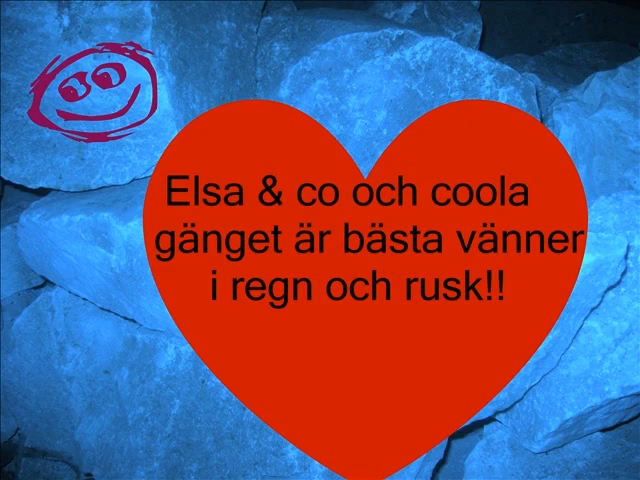 Elsa & co och coola
gänget är bästa vänner
i regn och rusk!!